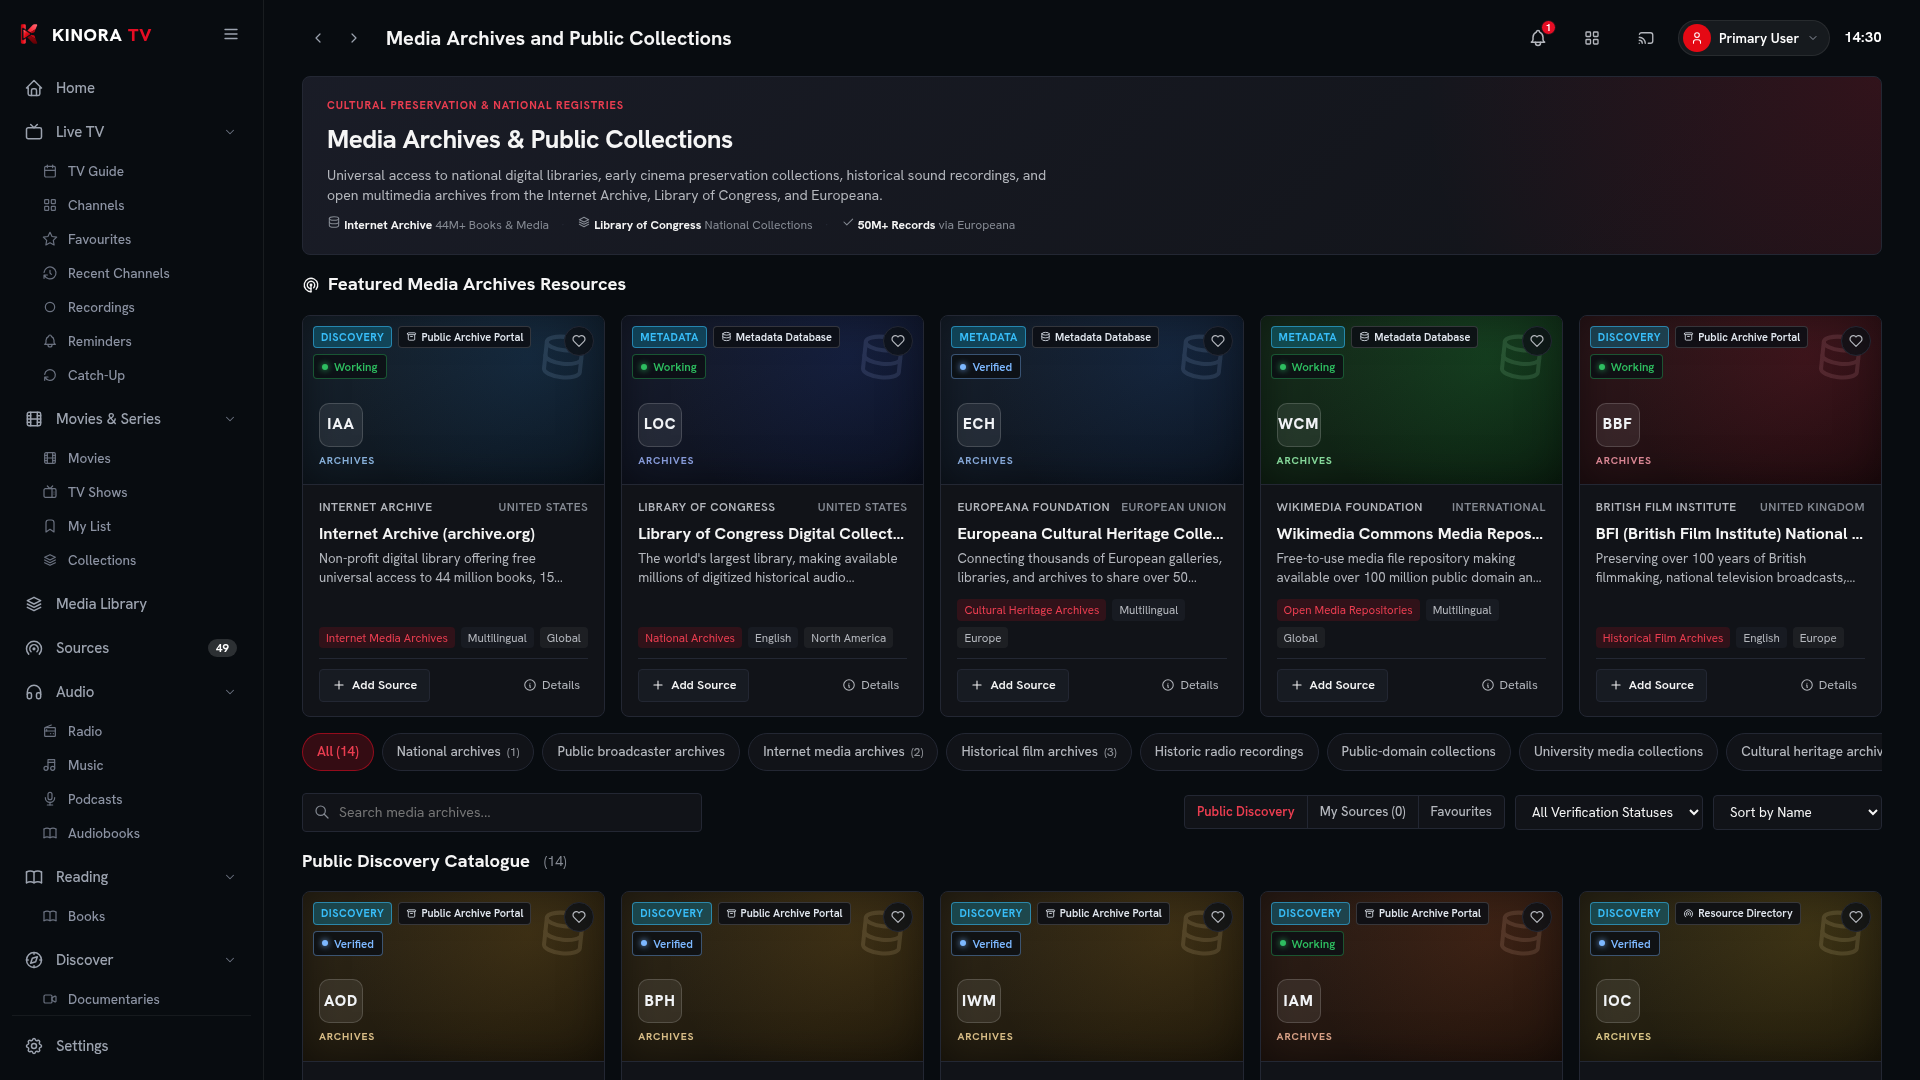 KINORA TV
Home
Live TV
TV Guide
Channels
Favourites
Recent Channels
Recordings
Reminders
Catch-Up
Movies & Series
Movies
TV Shows
My List
Collections
Media Library
Sources 49
Audio
Radio
Music
Podcasts
Audiobooks
Reading
Books
Discover
Documentaries
Settings
Media Archives and Public Collections
1
Primary User
14:30
CULTURAL PRESERVATION & NATIONAL REGISTRIES
Media Archives & Public Collections
Universal access to national digital libraries, early cinema preservation collections, historical sound recordings, and
open multimedia archives from the Internet Archive, Library of Congress, and Europeana.
Internet Archive 44M+ Books & Media Library of Congress National Collections 50M+ Records via Europeana
Featured Media Archives Resources
DISCOVERY Public Archive Portal
Working
IAA
ARCHIVES
INTERNET ARCHIVE UNITED STATES
Internet Archive (archive.org)
Non-profit digital library offering free
universal access to 44 million books, 15...
Internet Media Archives Multilingual Global
Add Source Details
METADATA Metadata Database
Working
LOC
ARCHIVES
LIBRARY OF CONGRESS UNITED STATES
Library of Congress Digital Collect...
The world's largest library, making available
millions of digitized historical audio...
National Archives English North America
Add Source Details
METADATA Metadata Database
Verified
ECH
ARCHIVES
EUROPEANA FOUNDATION EUROPEAN UNION
Europeana Cultural Heritage Colle...
Connecting thousands of European galleries,
libraries, and archives to share over 50...
Cultural Heritage Archives Multilingual
Europe
Add Source Details
METADATA Metadata Database
Working
WCM
ARCHIVES
WIKIMEDIA FOUNDATION INTERNATIONAL
Wikimedia Commons Media Repos...
Free-to-use media file repository making
available over 100 million public domain an...
Open Media Repositories Multilingual
Global
Add Source Details
DISCOVERY Public Archive Portal
Working
BBF
ARCHIVES
BRITISH FILM INSTITUTE UNITED KINGDOM
BFI (British Film Institute) National ...
Preserving over 100 years of British
filmmaking, national television broadcasts,...
Historical Film Archives English Europe
Add Source Details
All (14) National archives (1) Public broadcaster archives Internet media archives (2) Historical film archives (3) Historic radio recordings Public-domain collections University media collections Cultural heritage archiv
Search media archives...
Public Discovery My Sources (0) Favourites All Verification Statuses Sort by Name
Public Discovery Catalogue (14)
DISCOVERY Public Archive Portal
Verified
AOD
ARCHIVES
DISCOVERY Public Archive Portal
Verified
BPH
ARCHIVES
DISCOVERY Public Archive Portal
Verified
IWM
ARCHIVES
DISCOVERY Public Archive Portal
Working
IAM
ARCHIVES
DISCOVERY Resource Directory
Verified
IOC
ARCHIVES